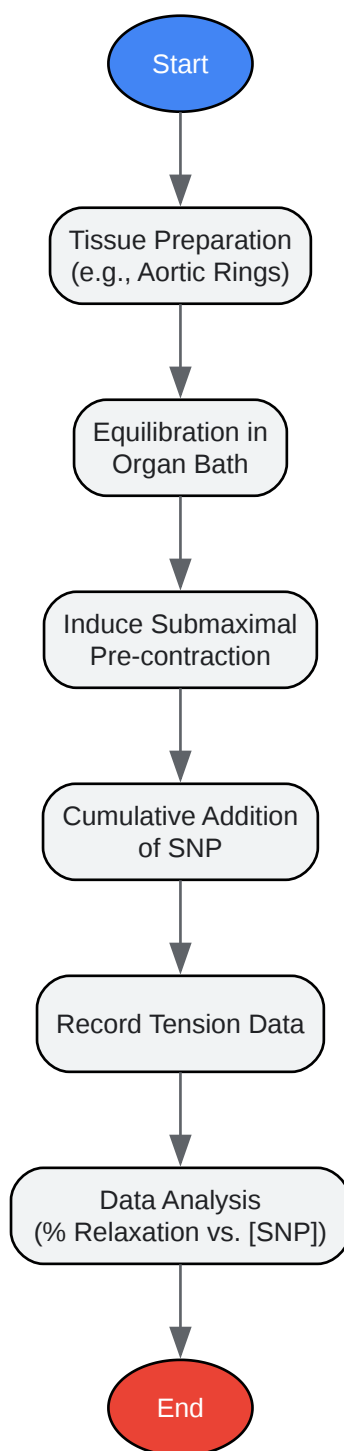 Start
Tissue Preparation
(e.g., Aortic Rings)
Equilibration in
Organ Bath
Induce Submaximal
Pre-contraction
Cumulative Addition
of SNP
Record Tension Data
Data Analysis
(% Relaxation vs. [SNP])
End